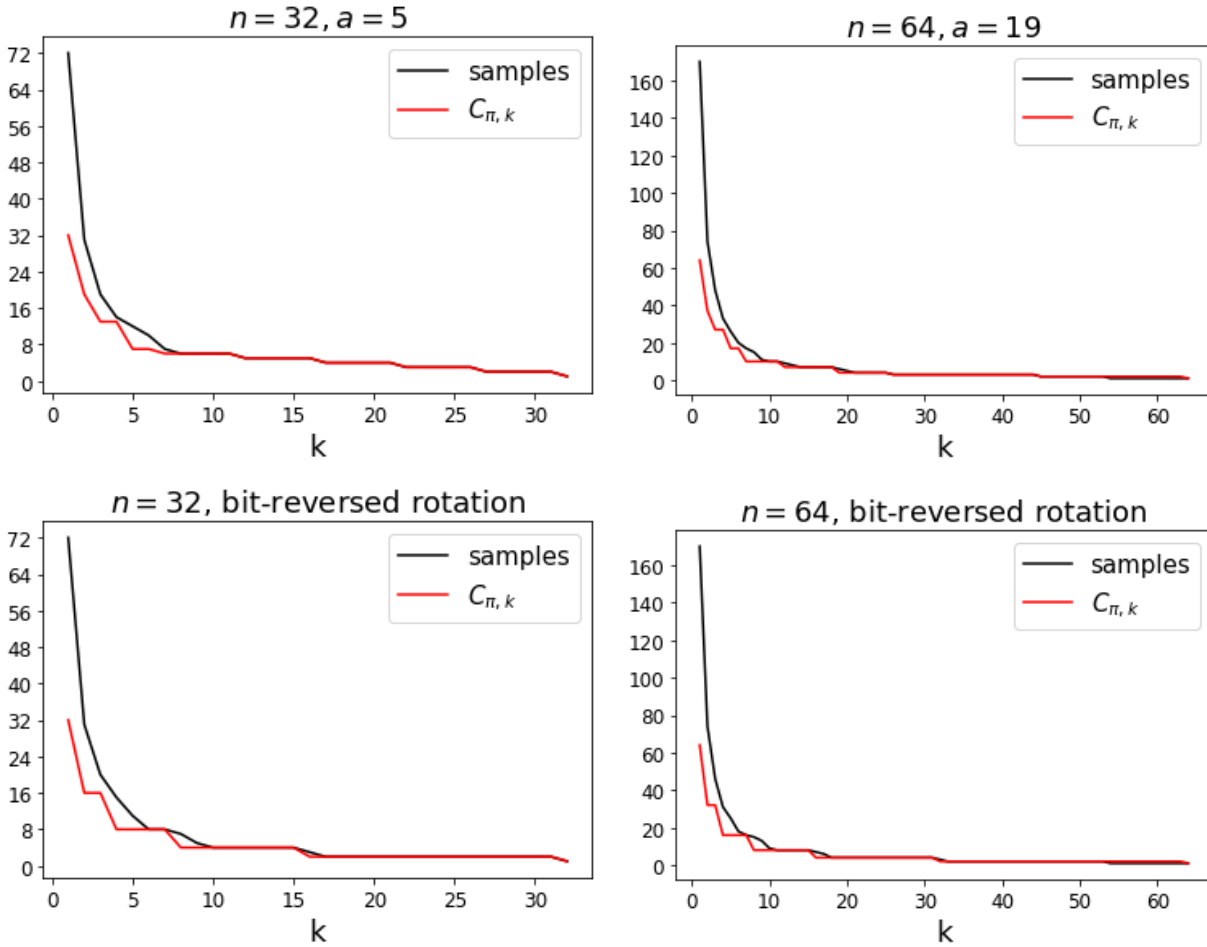 n = 32, a = 5
72
64
56
48
40
32
24
16
8
0
samples
C_{π, k}
0 5 10 15 20 25 30
k
n = 64, a = 19
160
140
120
100
80
60
40
20
0
samples
C_{π, k}
0 10 20 30 40 50 60
k
n = 32, bit-reversed rotation
72
64
56
48
40
32
24
16
8
0
samples
C_{π, k}
0 5 10 15 20 25 30
k
n = 64, bit-reversed rotation
160
140
120
100
80
60
40
20
0
samples
C_{π, k}
0 10 20 30 40 50 60
k